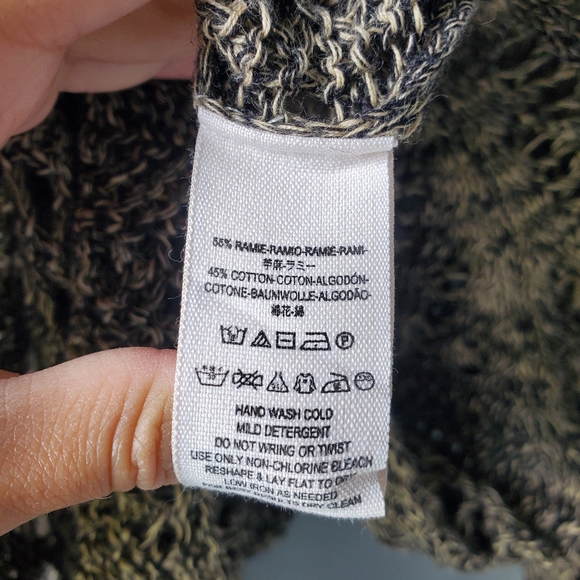 55% RAMIE-RAMIO-RAMIE-RAMI-
苧麻-ラミー
45% COTTON-COTON-ALGODÓN-
COTONE-BAUMWOLLE-ALGODÃO-
棉花-綿
HAND WASH COLD
MILD DETERGENT
DO NOT WRING OR TWIST
USE ONLY NON-CHLORINE BLEACH
RESHAPE & LAY FLAT TO DRY
LOW IRON AS NEEDED
DRY CLEAN